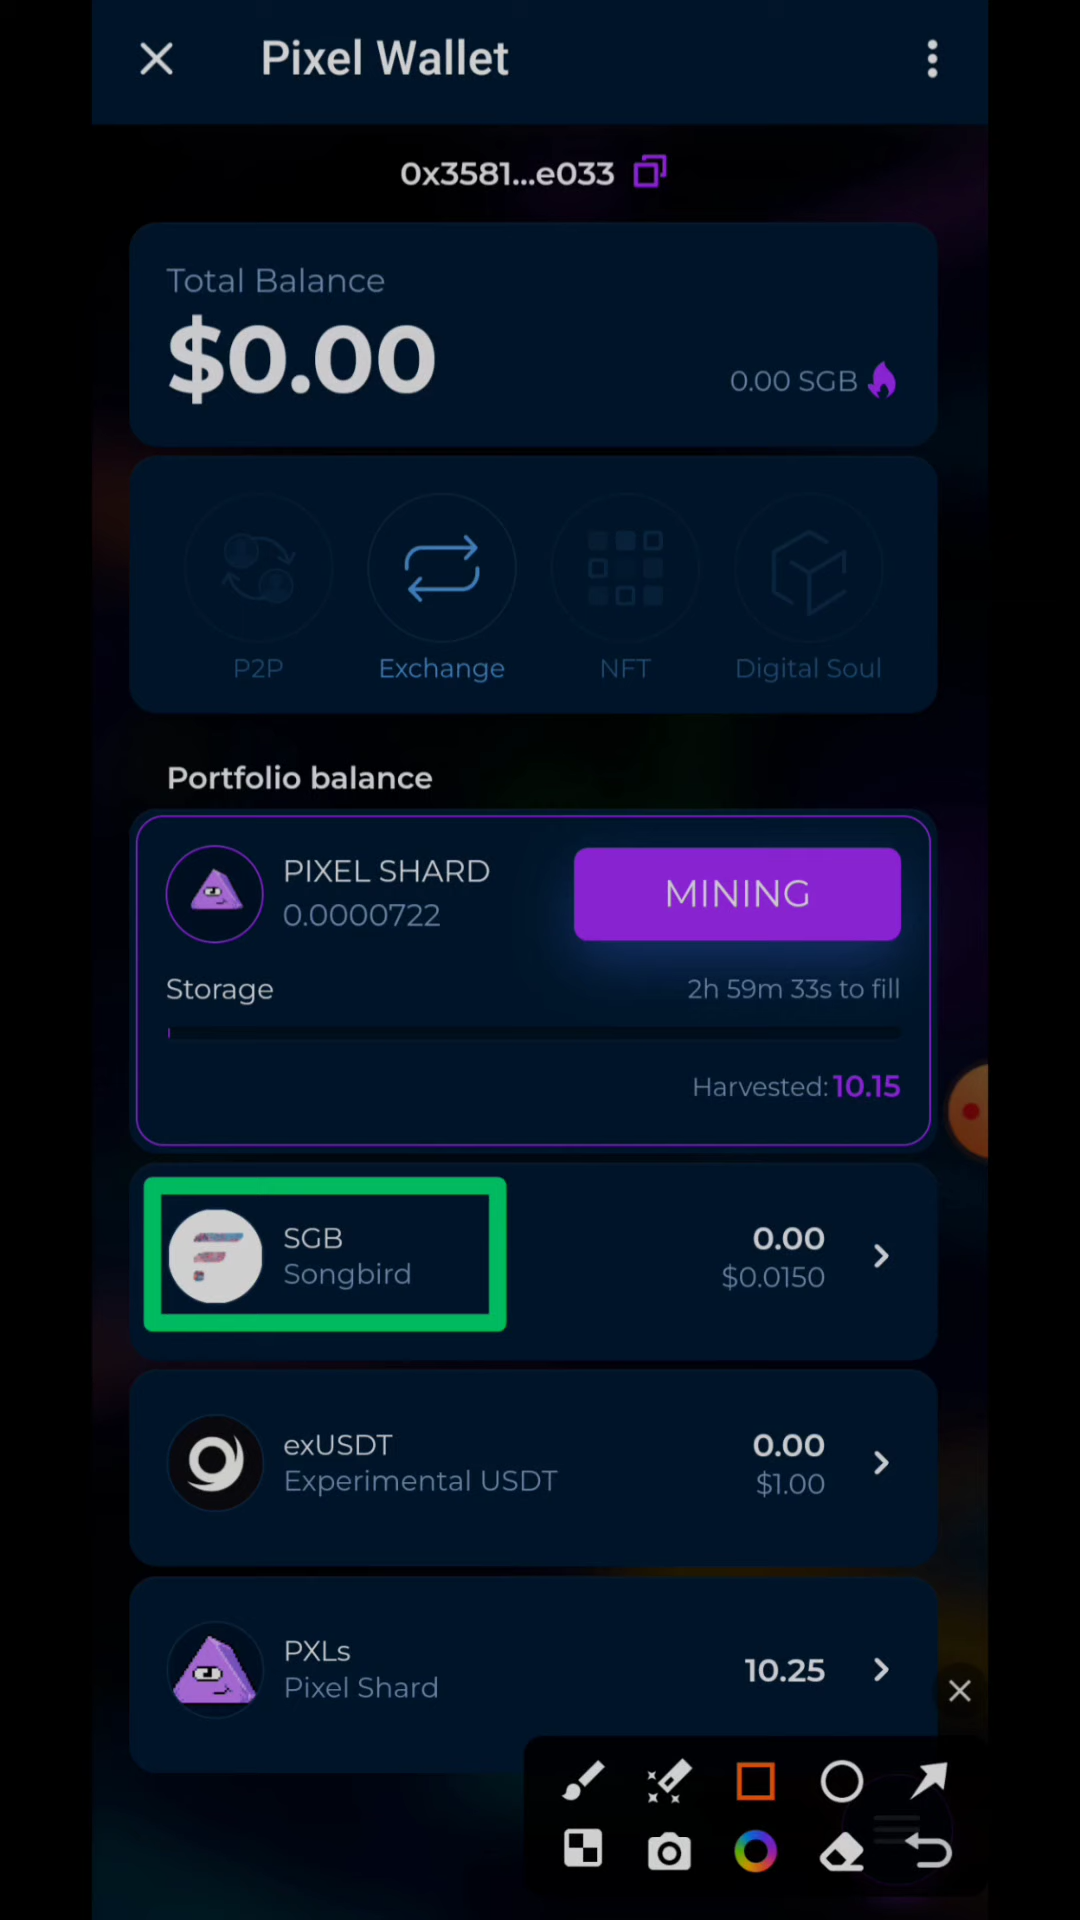 Pixel Wallet
0x3581...e033
Total Balance
$0.00
0.00 SGB
P2P Exchange NFT Digital Soul
Portfolio balance
PIXEL SHARD
0.0000722
MINING
Storage 2h 59m 33s to fill
Harvested: 10.15
SGB 0.00
Songbird $0.0150
exUSDT 0.00
Experimental USDT $1.00
PXLs
Pixel Shard
10.25